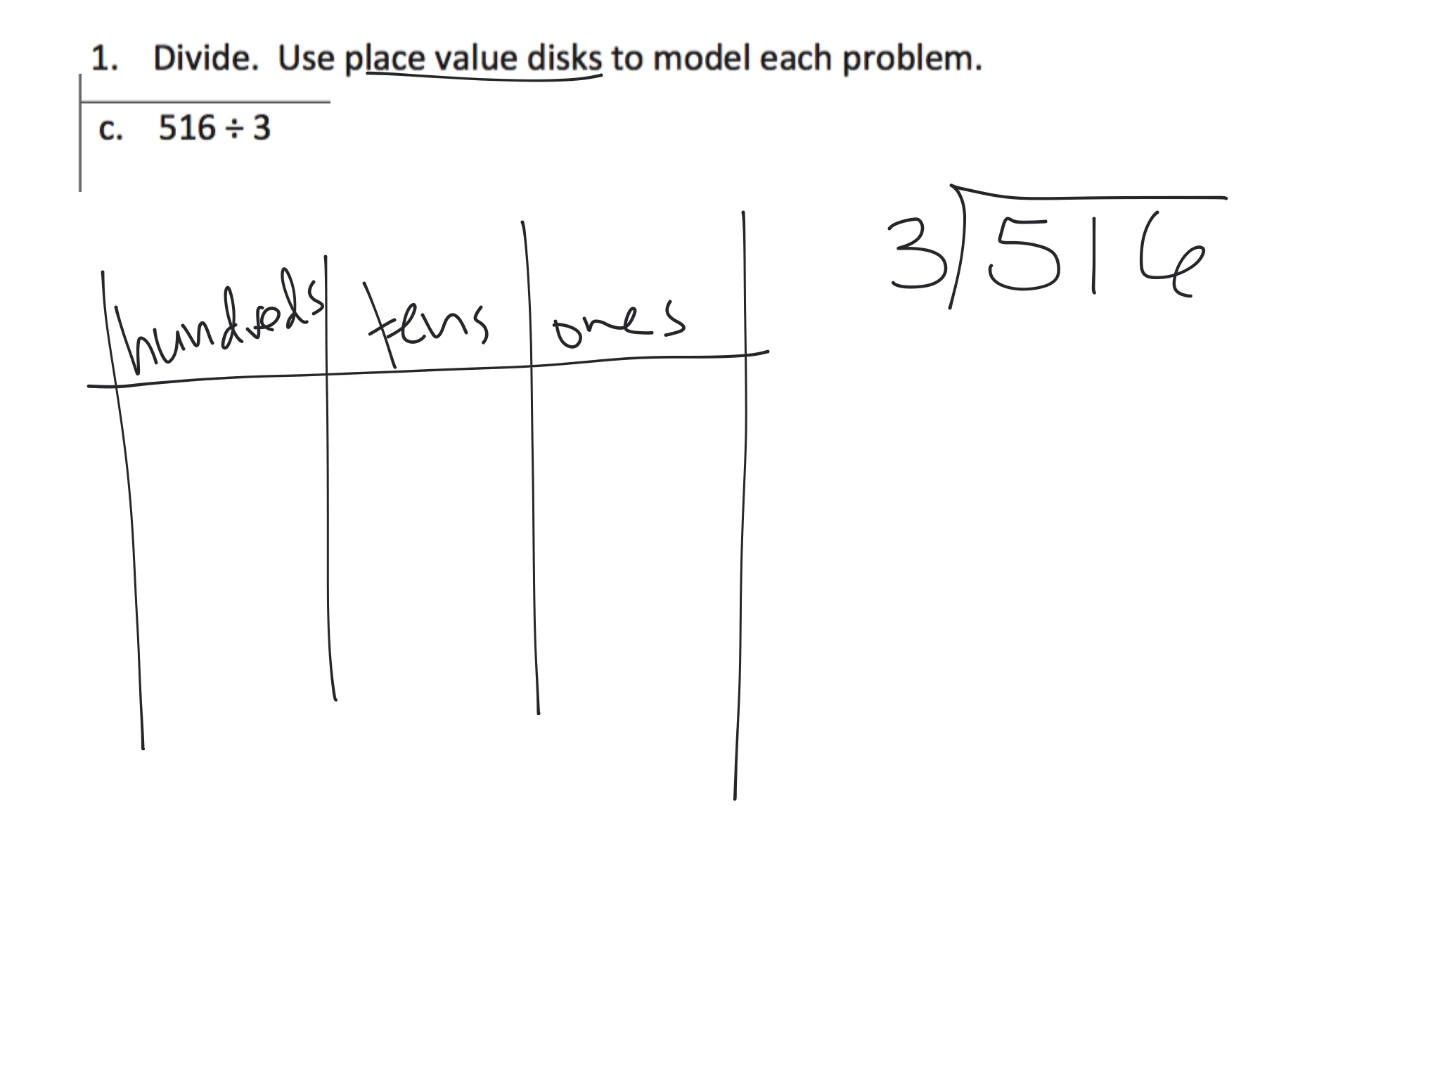 1. Divide. Use place value disks to model each problem.
c. 516 ÷ 3
3 516
hundreds tens ones